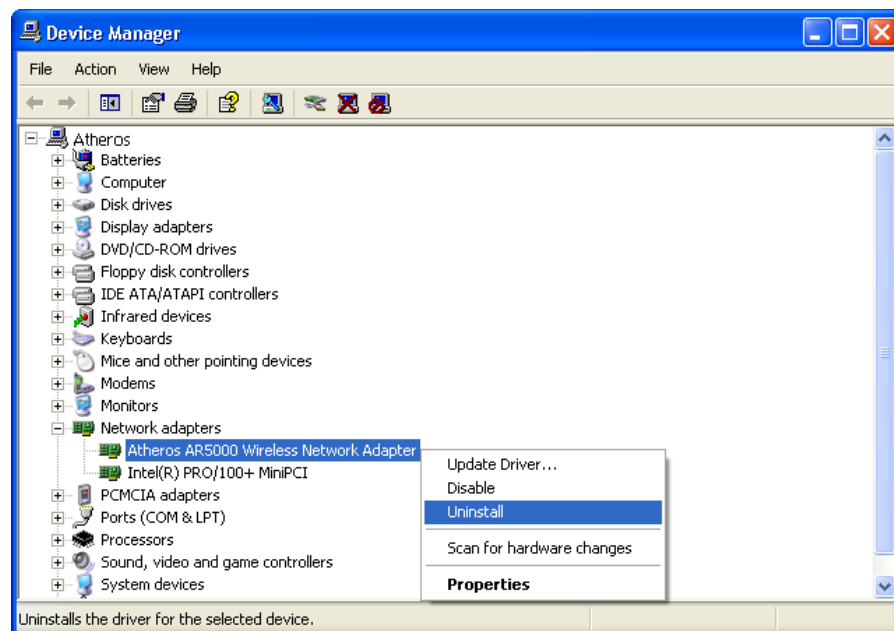 Device Manager
File Action View Help
Atheros
Batteries
Computer
Disk drives
Display adapters
DVD/CD-ROM drives
Floppy disk controllers
IDE ATA/ATAPI controllers
Infrared devices
Keyboards
Mice and other pointing devices
Modems
Monitors
Network adapters
Atheros AR5000 Wireless Network Adapter
Intel(R) PRO/100+ MiniPCI
PCMCIA adapters
Ports (COM & LPT)
Processors
Sound, video and game controllers
System devices
Update Driver...
Disable
Uninstall
Scan for hardware changes
Properties
Uninstalls the driver for the selected device.